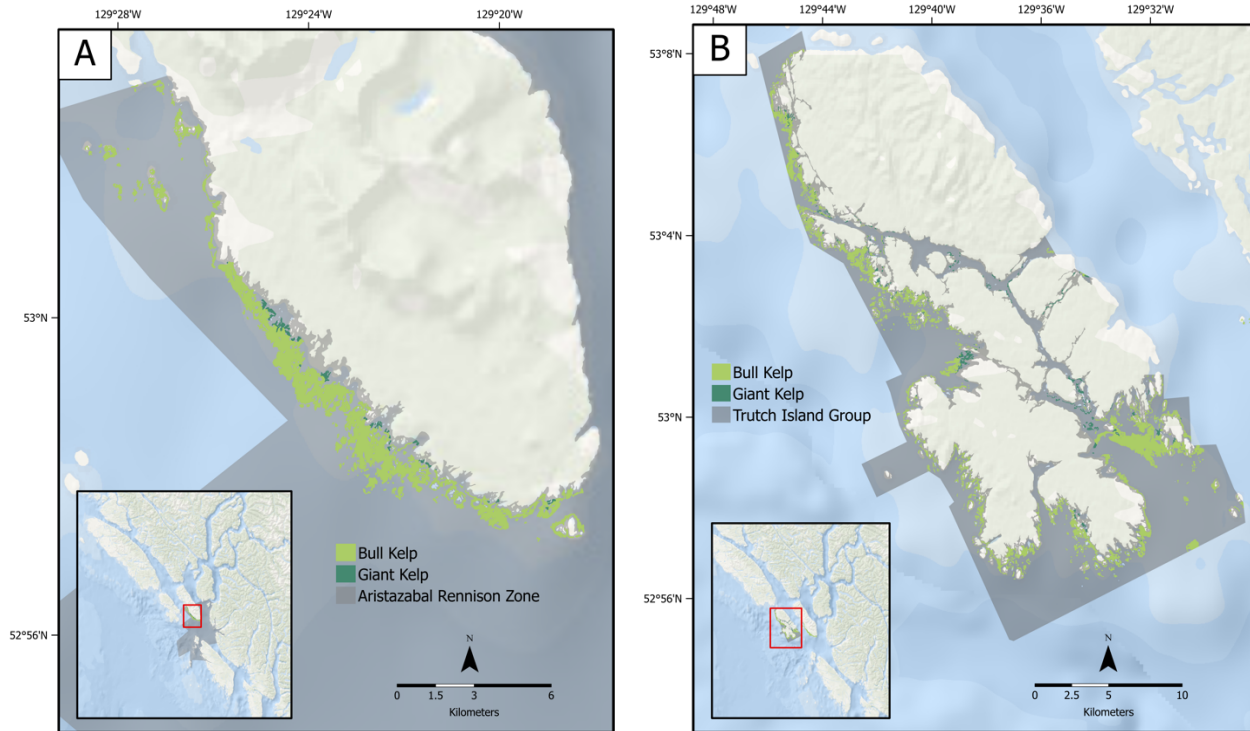 129°28'W 129°24'W 129°20'W
A
53°N
52°56'N
Bull Kelp
Giant Kelp
Aristazabal Rennison Zone
N
0 1.5 3 6
Kilometers
129°48'W 129°44'W 129°40'W 129°36'W 129°32'W
B
53°8'N
53°4'N
53°N
52°56'N
Bull Kelp
Giant Kelp
Trutch Island Group
N
0 2.5 5 10
Kilometers